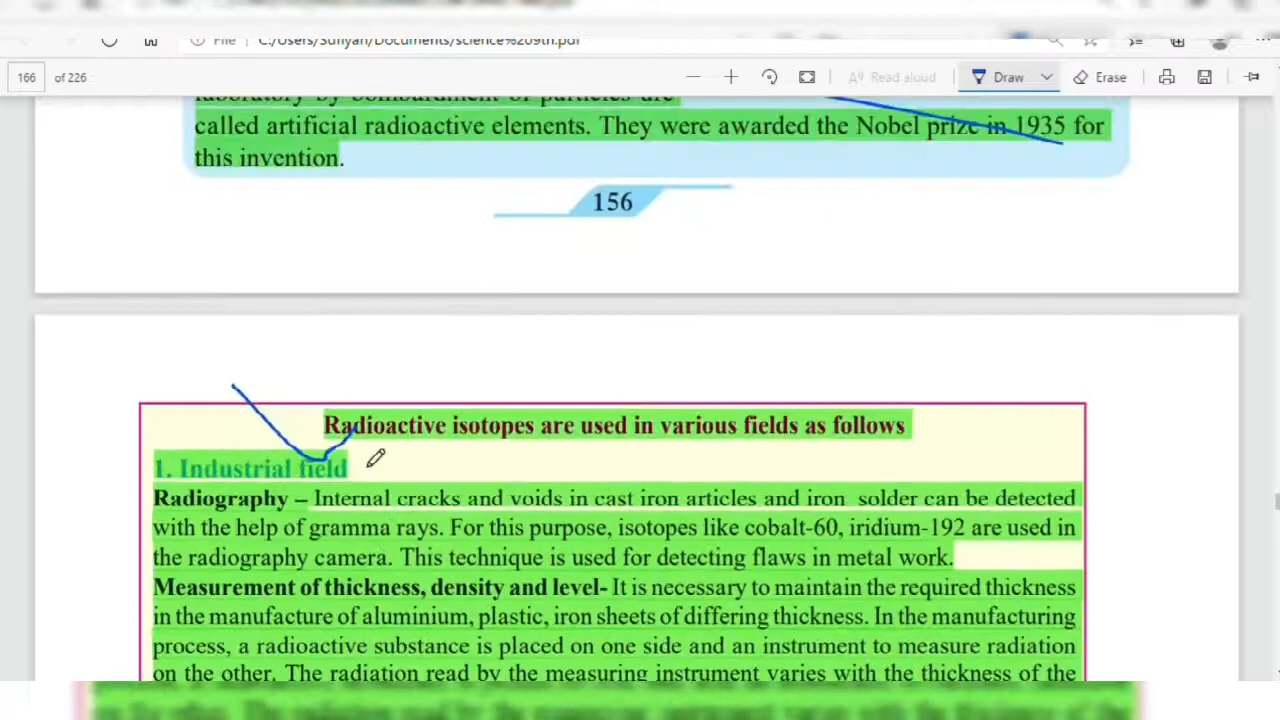 File C:/Users/Sufiyan/Documents/science%209th.pdf
166 of 226 Read aloud Draw Erase
laboratory by bombardment of particles are
called artificial radioactive elements. They were awarded the Nobel prize in 1935 for
this invention.
156
Radioactive isotopes are used in various fields as follows
1. Industrial field
Radiography – Internal cracks and voids in cast iron articles and iron solder can be detected
with the help of gramma rays. For this purpose, isotopes like cobalt-60, iridium-192 are used in
the radiography camera. This technique is used for detecting flaws in metal work.
Measurement of thickness, density and level- It is necessary to maintain the required thickness
in the manufacture of aluminium, plastic, iron sheets of differing thickness. In the manufacturing
process, a radioactive substance is placed on one side and an instrument to measure radiation
on the other. The radiation read by the measuring instrument varies with the thickness of the